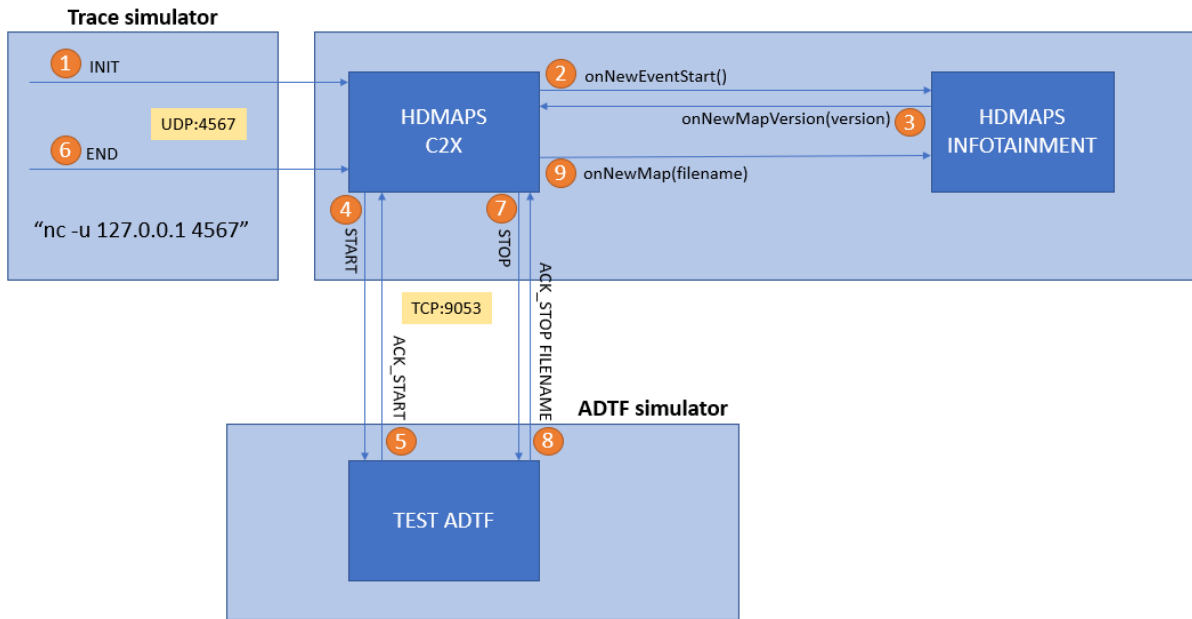 Trace simulator
1 INIT
UDP:4567
6 END
“nc -u 127.0.0.1 4567”
HDMAPS
C2X
2 onNewEventStart()
onNewMapVersion(version) 3
9 onNewMap(filename)
HDMAPS
INFOTAINMENT
4 START
7 STOP
TCP:9053
ACK_START
5
ACK_STOP FILENAME
8
ADTF simulator
TEST ADTF